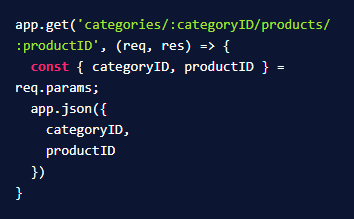 app.get('categories/:categoryID/products/
:productID', (req, res) => {
  const { categoryID, productID } =
req.params;
  app.json({
    categoryID,
    productID
  })
}